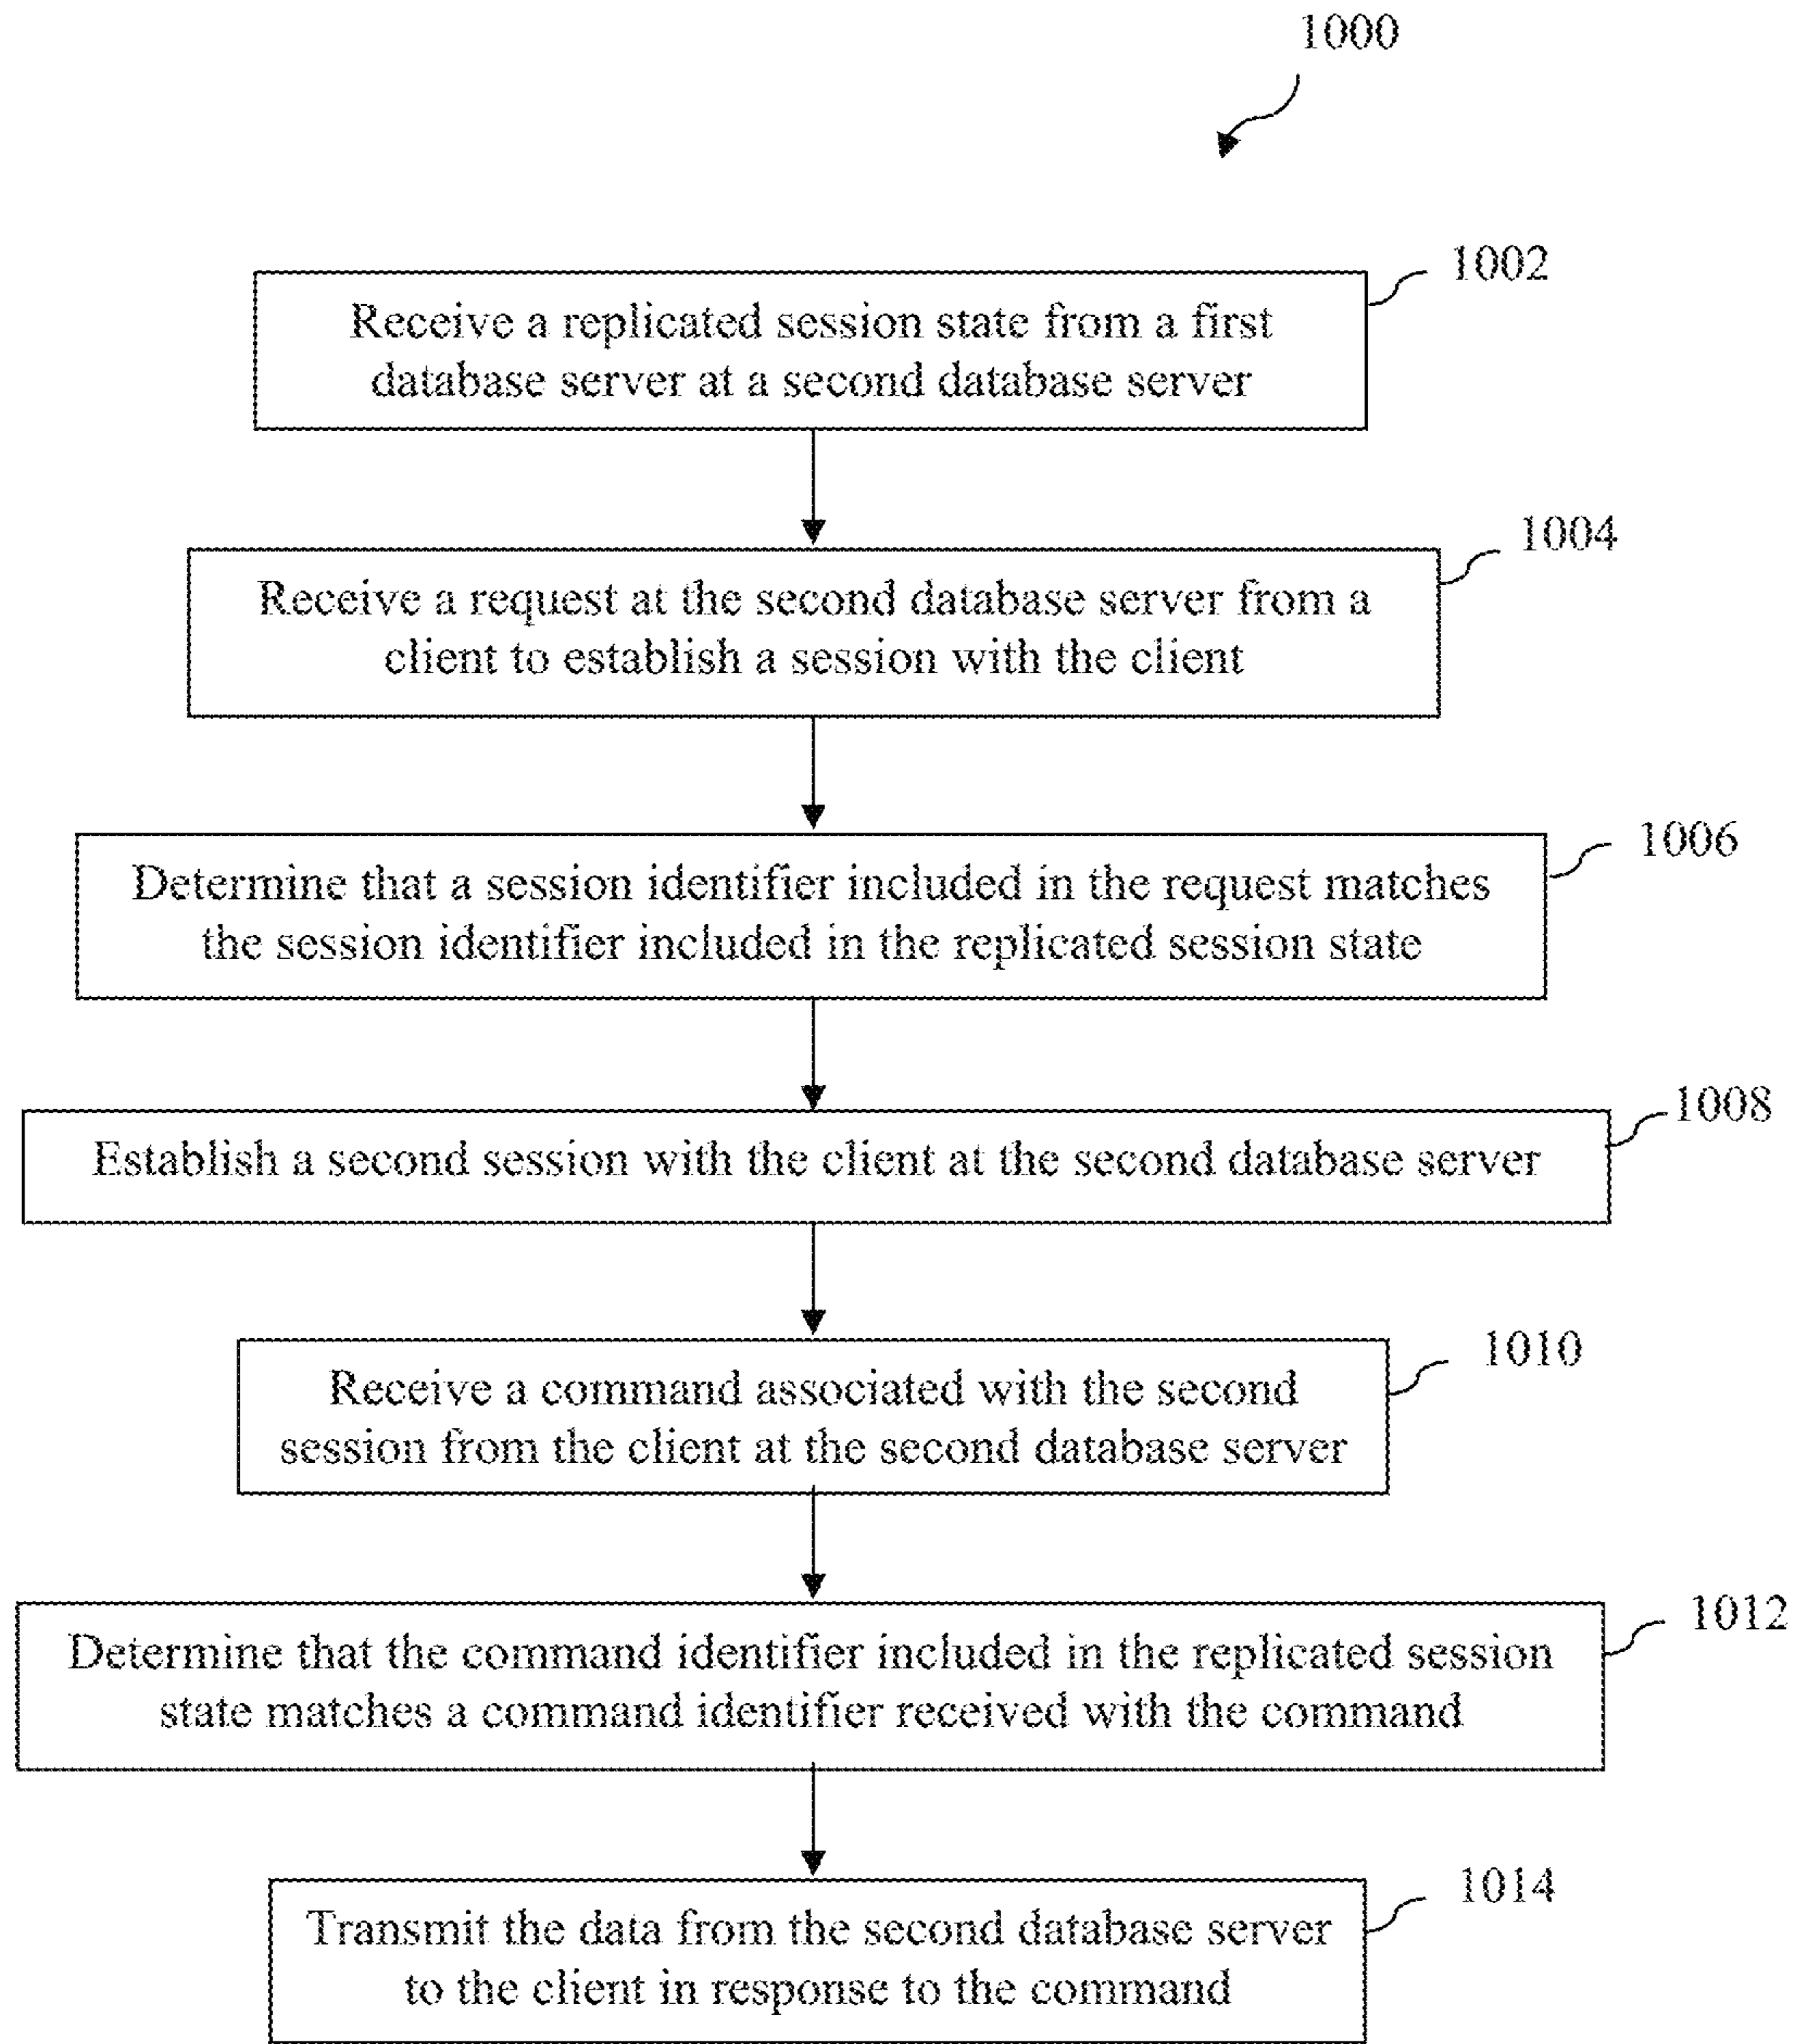 1000
1002
Receive a replicated session state from a first
database server at a second database server
1004
Receive a request at the second database server from a
client to establish a session with the client
1006
Determine that a session identifier included in the request matches
the session identifier included in the replicated session state
1008
Establish a second session with the client at the second database server
1010
Receive a command associated with the second
session from the client at the second database server
1012
Determine that the command identifier included in the replicated session
state matches a command identifier received with the command
1014
Transmit the data from the second database server
to the client in response to the command